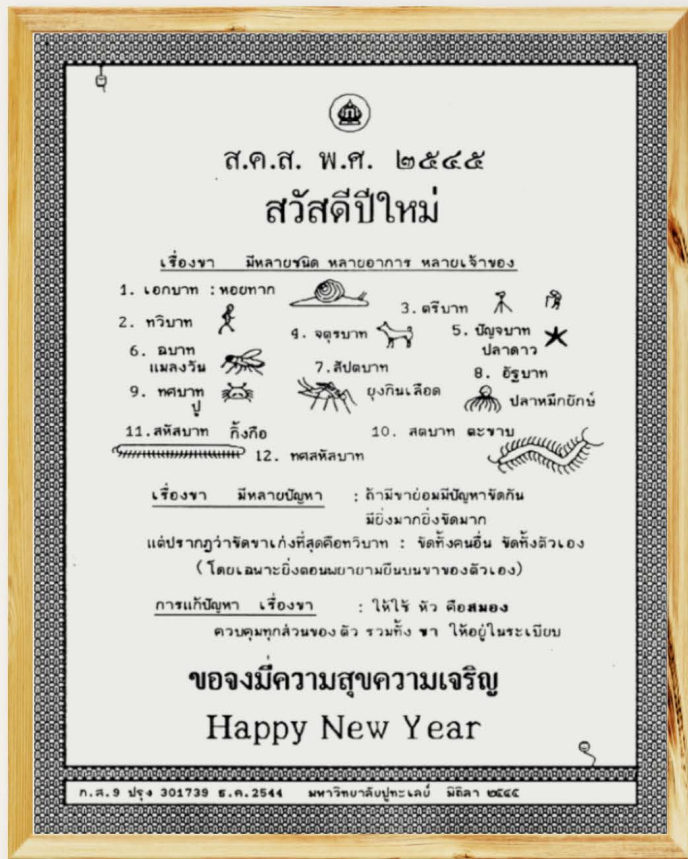 ส.ค.ส. พ.ศ. ๒๕๔๕
สวัสดีปีใหม่
เรื่องขา มีหลายชนิด หลายอาการ หลายเจ้าของ
1. เอกบาท : หอยทาก
3. ตรีบาท
2. ทวิบาท
4. จตุรบาท
5. ปัญจบาท
ปลาดาว
6. ฉบาท
แมลงวัน
7. สัปตบาท
ยุงกินเลือด
8. อัฐบาท
ปลาหมึกยักษ์
9. ทศบาท
ปู
11. สหัสบาท กิ้งกือ
10. สตบาท ตะขาบ
12. ทศสหัสบาท
เรื่องขา มีหลายปัญหา : ถ้ามีขาย่อมมีปัญหาขัดกัน
มียิ่งมากยิ่งขัดมาก
แต่ปรากฏว่าขัดขาเก่งที่สุดคือทวิบาท : ขัดทั้งคนอื่น ขัดทั้งตัวเอง
(โดยเฉพาะยิ่งตอนพยายามยืนบนขาของตัวเอง)
การแก้ปัญหา เรื่องขา : ให้ใช้ หัว คือสมอง
ควบคุมทุกส่วนของตัว รวมทั้ง ขา ให้อยู่ในระเบียบ
ขอจงมีความสุขความเจริญ
Happy New Year
ก.ส.9 ปรุง 301739 ธ.ค.2544 มหาวิทยาลัยปูทะเลย์ มิถิลา ๒๕๔๕